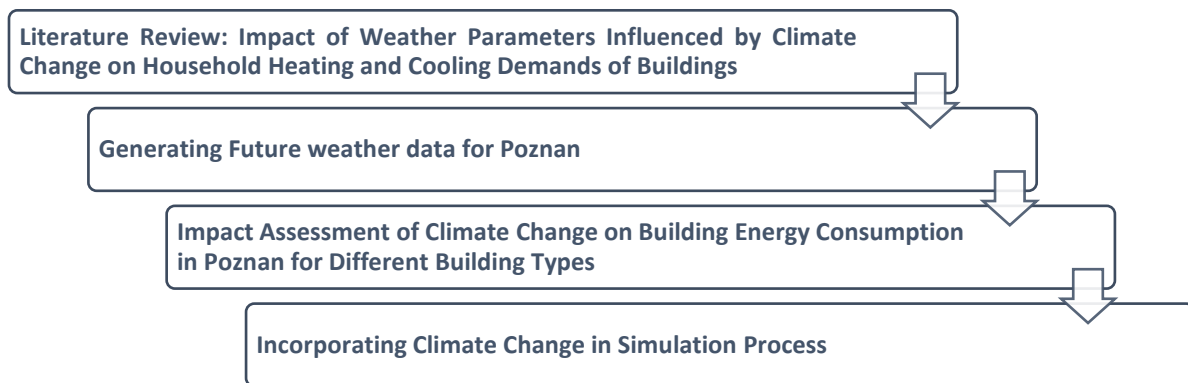 Literature Review: Impact of Weather Parameters Influenced by Climate
Change on Household Heating and Cooling Demands of Buildings
Generating Future weather data for Poznan
Impact Assessment of Climate Change on Building Energy Consumption
in Poznan for Different Building Types
Incorporating Climate Change in Simulation Process